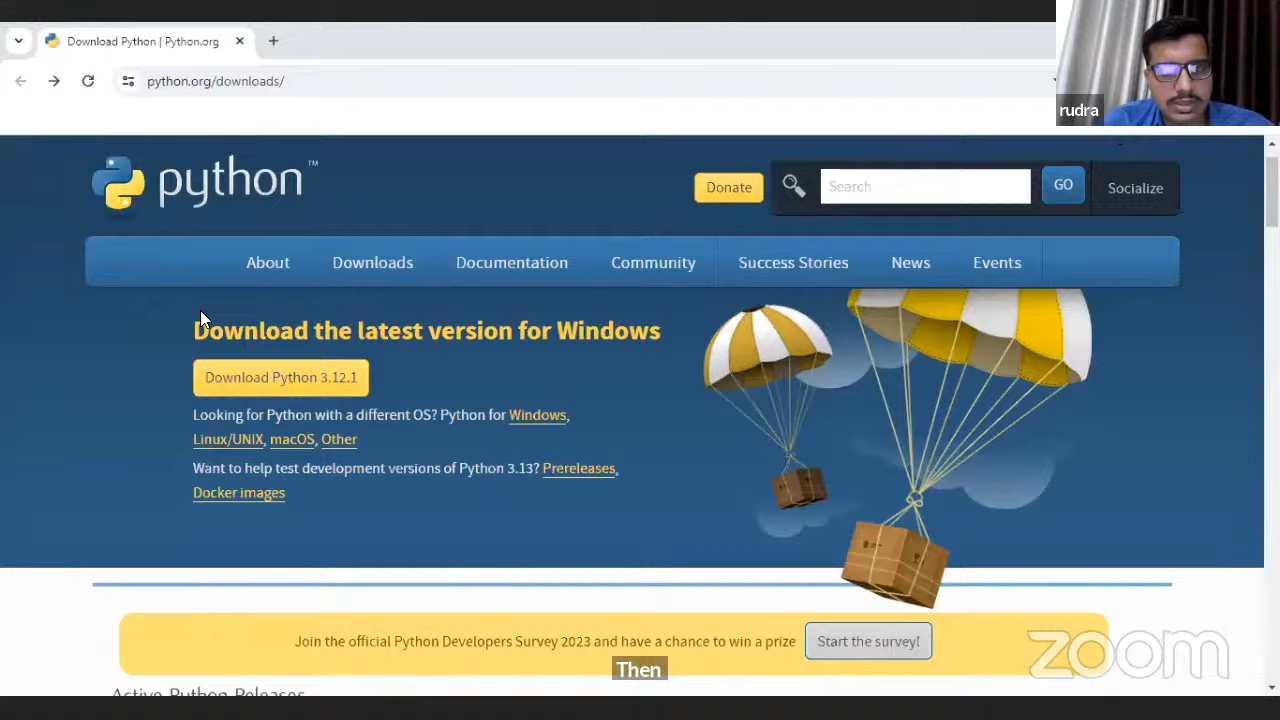 Download Python | Python.org
python.org/downloads/
rudra
python™
Donate
Search
GO
Socialize
About Downloads Documentation Community Success Stories News Events
Download the latest version for Windows
Download Python 3.12.1
Looking for Python with a different OS? Python for Windows,
Linux/UNIX, macOS, Other
Want to help test development versions of Python 3.13? Prereleases,
Docker images
Join the official Python Developers Survey 2023 and have a chance to win a prize Start the survey!
zoom
Then
Active Python Releases